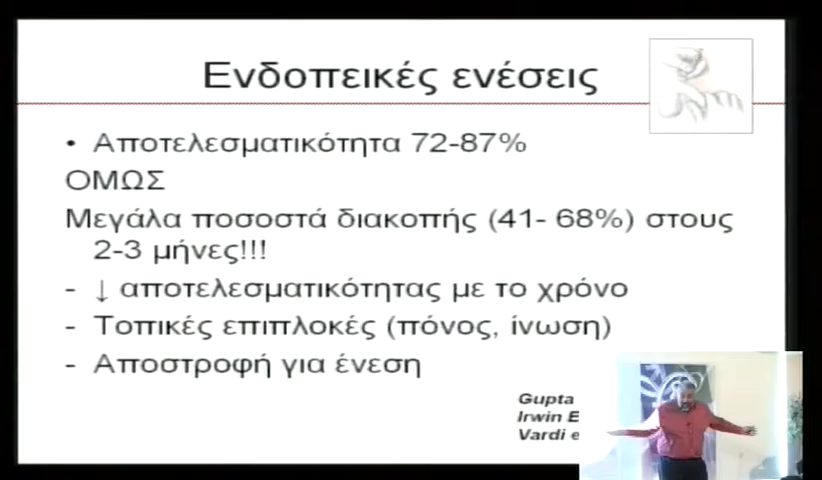 Ενδοπεικές ενέσεις
• Αποτελεσματικότητα 72-87%
ΟΜΩΣ
Μεγάλα ποσοστά διακοπής (41- 68%) στους
2-3 μήνες!!!
- ↓ αποτελεσματικότητας με το χρόνο
- Τοπικές επιπλοκές (πόνος, ίνωση)
- Αποστροφή για ένεση
Gupta
Irwin E
Vardi e